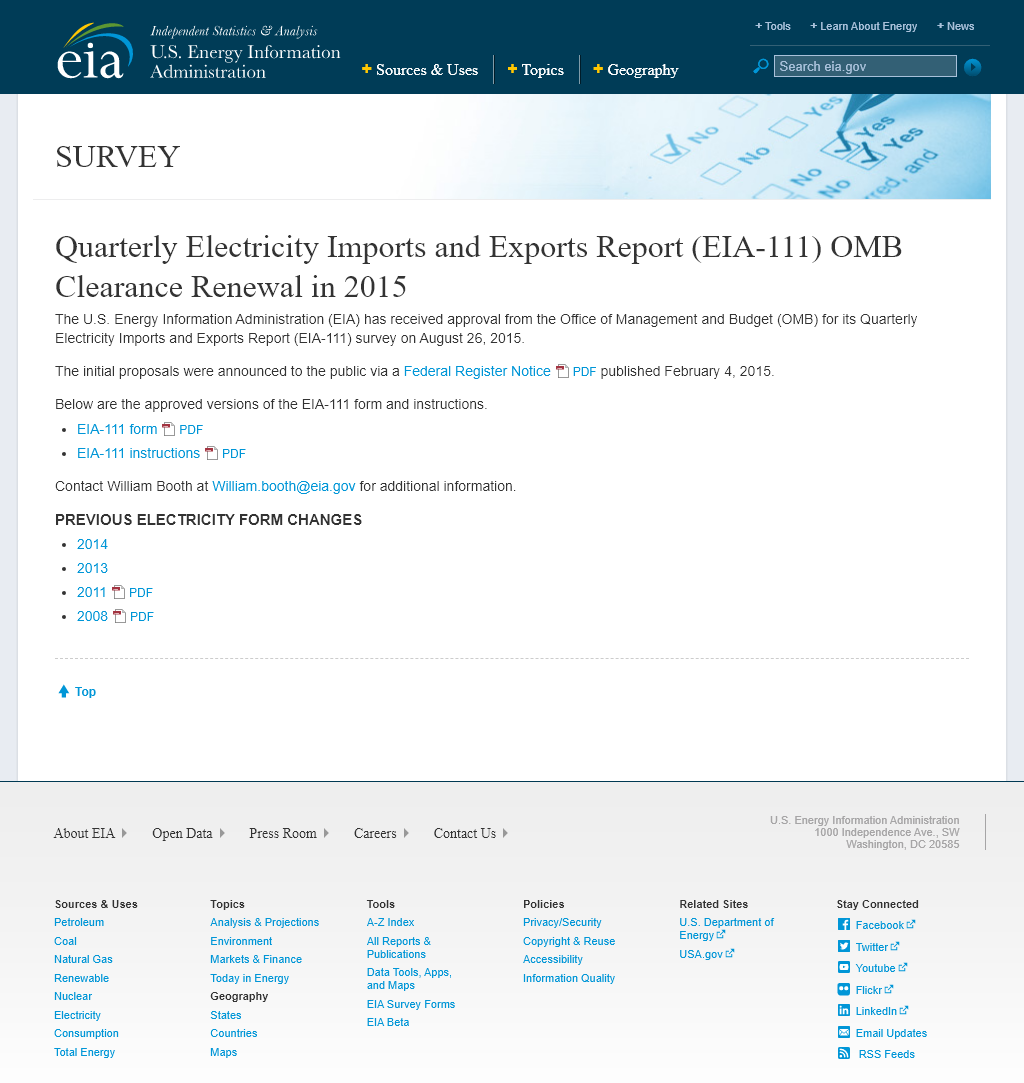 Independent Statistics & Analysis
U.S. Energy Information
Administration
eia
+ Tools
+ Learn About Energy
+ News
+ Sources & Uses
+ Topics
+ Geography
Search eia.gov
SURVEY
No
Yes
Yes
No
Yes
No
No
Quarterly Electricity Imports and Exports Report (EIA-111) OMB
Clearance Renewal in 2015
The U.S. Energy Information Administration (EIA) has received approval from the Office of Management and Budget (OMB) for its Quarterly
Electricity Imports and Exports Report (EIA-111) survey on August 26, 2015.
The initial proposals were announced to the public via a Federal Register Notice PDF published February 4, 2015.
Below are the approved versions of the EIA-111 form and instructions.
• EIA-111 form PDF
• EIA-111 instructions PDF
Contact William Booth at William.booth@eia.gov for additional information.
PREVIOUS ELECTRICITY FORM CHANGES
• 2014
• 2013
• 2011 PDF
• 2008 PDF
Top
About EIA
Open Data
Press Room
Careers
Contact Us
U.S. Energy Information Administration
1000 Independence Ave., SW
Washington, DC 20585
Sources & Uses
Petroleum
Coal
Natural Gas
Renewable
Nuclear
Electricity
Consumption
Total Energy
Topics
Analysis & Projections
Environment
Markets & Finance
Today in Energy
Geography
States
Countries
Maps
Tools
A-Z Index
All Reports &
Publications
Data Tools, Apps,
and Maps
EIA Survey Forms
EIA Beta
Policies
Privacy/Security
Copyright & Reuse
Accessibility
Information Quality
Related Sites
U.S. Department of
Energy
USA.gov
Stay Connected
Facebook
Twitter
Youtube
Flickr
LinkedIn
Email Updates
RSS Feeds